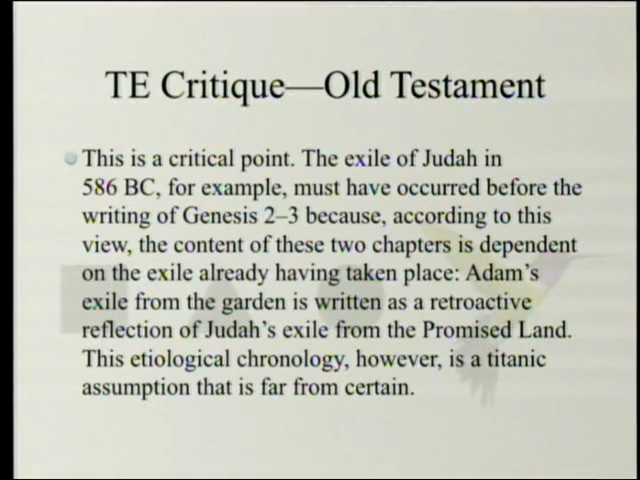 TE Critique—Old Testament
This is a critical point. The exile of Judah in
586 BC, for example, must have occurred before the
writing of Genesis 2–3 because, according to this
view, the content of these two chapters is dependent
on the exile already having taken place: Adam’s
exile from the garden is written as a retroactive
reflection of Judah’s exile from the Promised Land.
This etiological chronology, however, is a titanic
assumption that is far from certain.